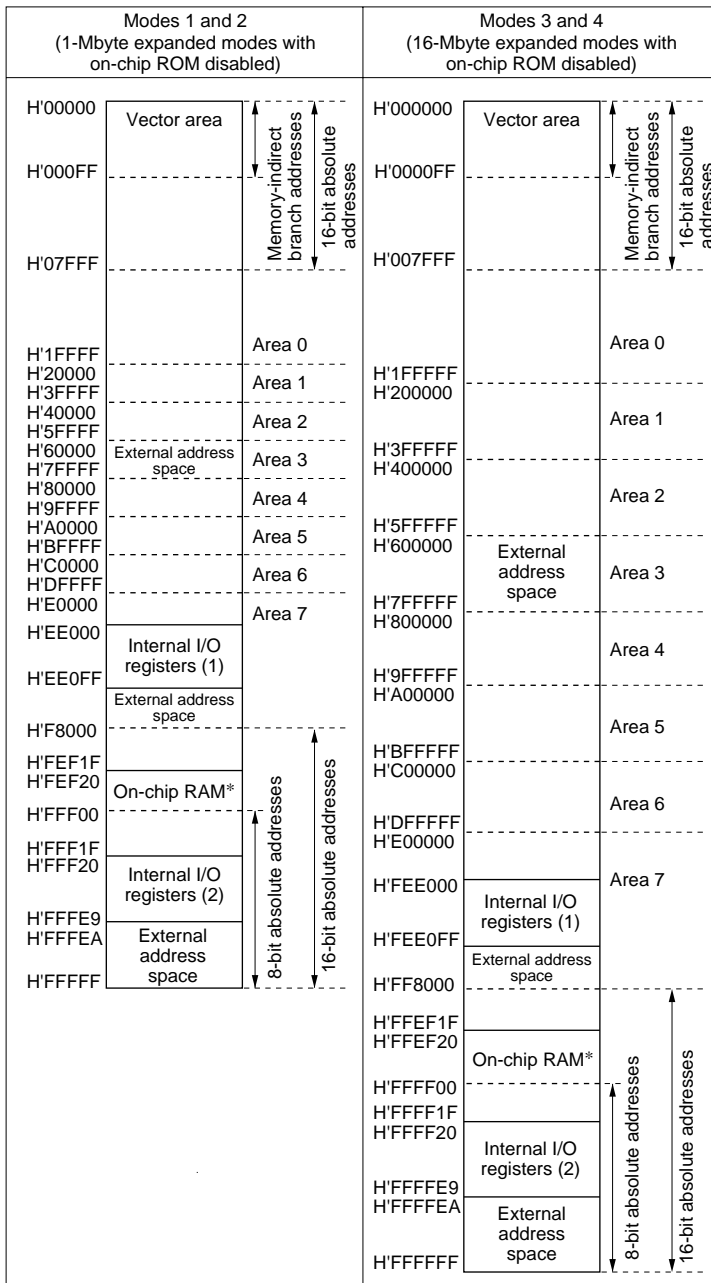 Modes 1 and 2
(1-Mbyte expanded modes with
on-chip ROM disabled)
H'00000
Vector area
H'000FF
H'07FFF
Memory-indirect
branch addresses
16-bit absolute
addresses
H'1FFFF
Area 0
H'20000
Area 1
H'3FFFF
H'40000
Area 2
H'5FFFF
H'60000
External address
space
Area 3
H'7FFFF
H'80000
Area 4
H'9FFFF
H'A0000
Area 5
H'BFFFF
H'C0000
Area 6
H'DFFFF
H'E0000
Area 7
H'EE000
Internal I/O
registers (1)
H'EE0FF
External address
space
H'F8000
H'FEF1F
H'FEF20
On-chip RAM*
H'FFF00
H'FFF1F
H'FFF20
Internal I/O
registers (2)
H'FFFE9
H'FFFEA
External
address
space
H'FFFFF
8-bit absolute addresses
16-bit absolute addresses
Modes 3 and 4
(16-Mbyte expanded modes with
on-chip ROM disabled)
H'000000
Vector area
H'0000FF
H'007FFF
Memory-indirect
branch addresses
16-bit absolute
addresses
Area 0
H'1FFFFF
H'200000
Area 1
H'3FFFFF
H'400000
Area 2
H'5FFFFF
H'600000
External
address
space
Area 3
H'7FFFFF
H'800000
Area 4
H'9FFFFF
H'A00000
Area 5
H'BFFFFF
H'C00000
Area 6
H'DFFFFF
H'E00000
Area 7
H'FEE000
Internal I/O
registers (1)
H'FEE0FF
External address
space
H'FF8000
H'FFEF1F
H'FFEF20
On-chip RAM*
H'FFFF00
H'FFFF1F
H'FFFF20
Internal I/O
registers (2)
H'FFFFE9
H'FFFFEA
External
address
space
H'FFFFFF
8-bit absolute addresses
16-bit absolute addresses